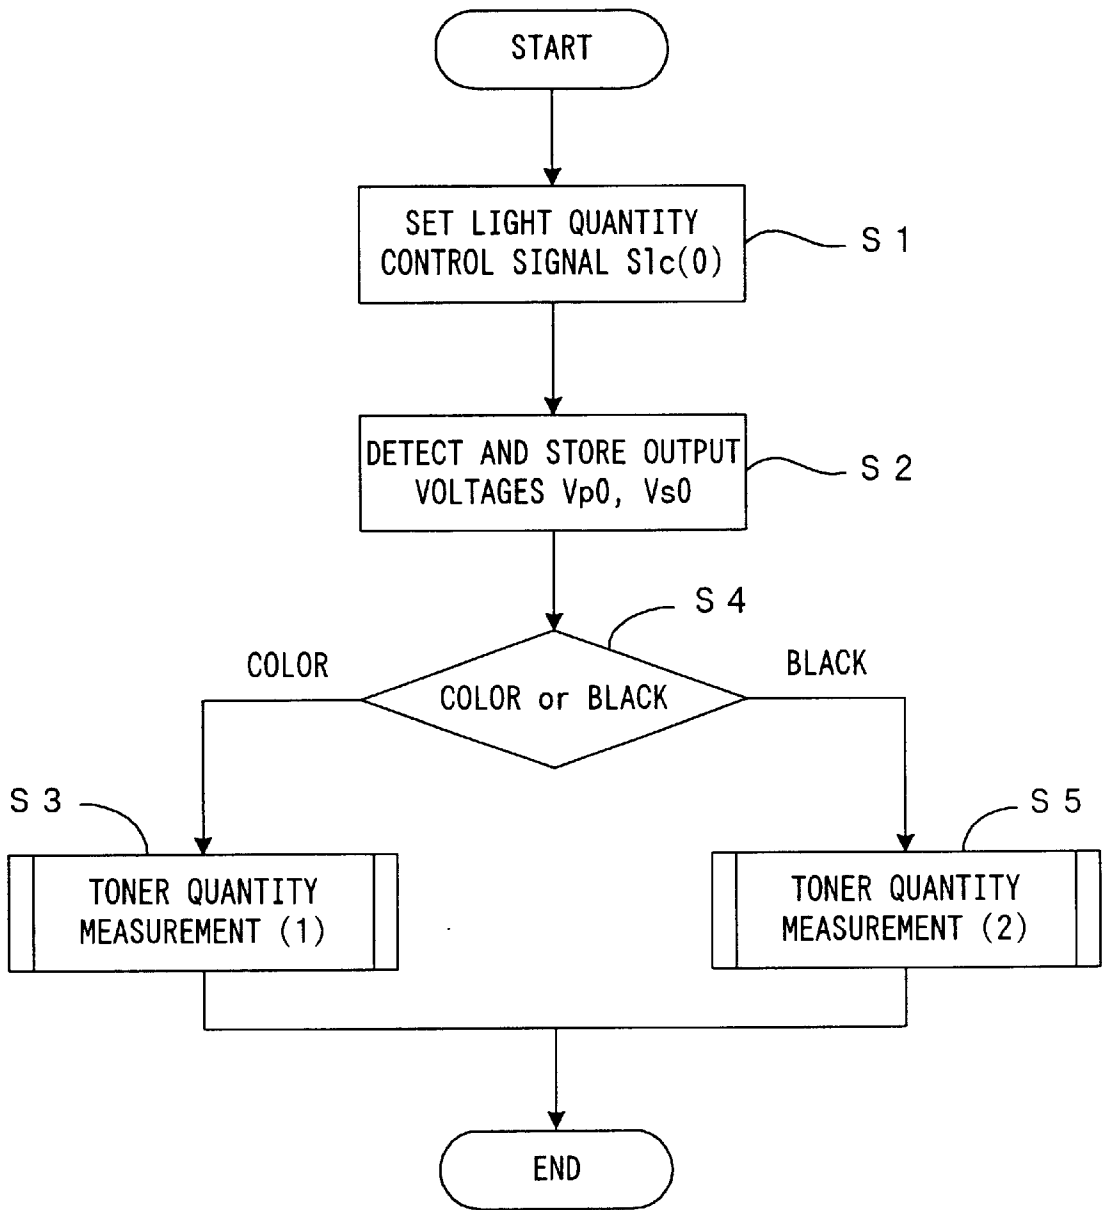 START
SET LIGHT QUANTITY
CONTROL SIGNAL Slc(0)
S 1
DETECT AND STORE OUTPUT
VOLTAGES Vp0, Vs0
S 2
S 4
COLOR
COLOR or BLACK
BLACK
S 3
TONER QUANTITY
MEASUREMENT (1)
S 5
TONER QUANTITY
MEASUREMENT (2)
END